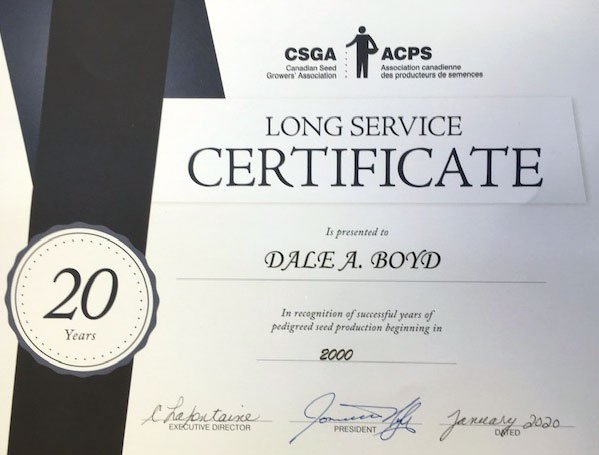 CSGA
Canadian Seed
Growers' Association
ACPS
Association canadienne
des producteurs de semences
LONG SERVICE
CERTIFICATE
Is presented to
DALE A. BOYD
20
Years
In recognition of successful years of
pedigreed seed production beginning in
2000
C Lafontaine
EXECUTIVE DIRECTOR
PRESIDENT
January 2020
DATED